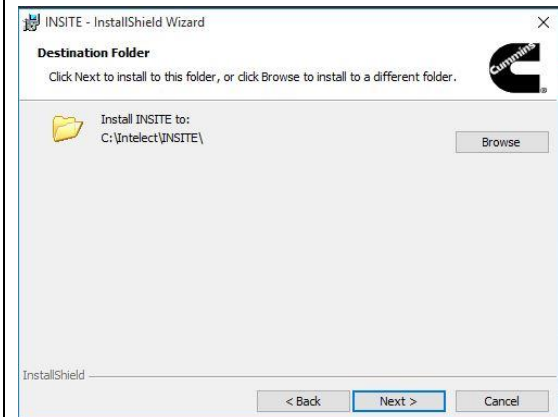 INSITE - InstallShield Wizard
Destination Folder
Click Next to install to this folder, or click Browse to install to a different folder.
Cummins
Install INSITE to:
C:\Intelect\INSITE\
Browse
InstallShield
< Back
Next >
Cancel